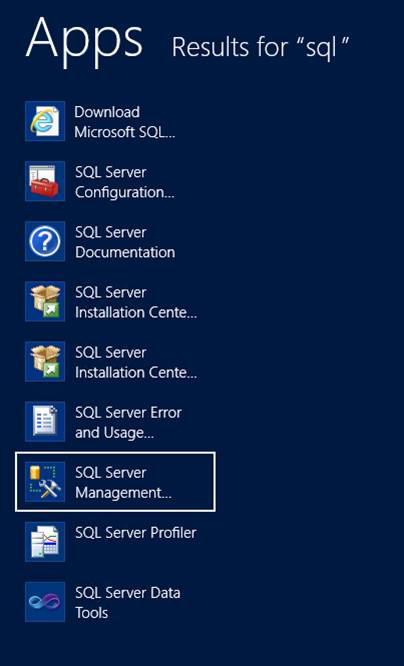 Apps Results for “sql”
Download
Microsoft SQL...
SQL Server
Configuration...
SQL Server
Documentation
SQL Server
Installation Cente...
SQL Server
Installation Cente...
SQL Server Error
and Usage...
SQL Server
Management...
SQL Server Profiler
SQL Server Data
Tools